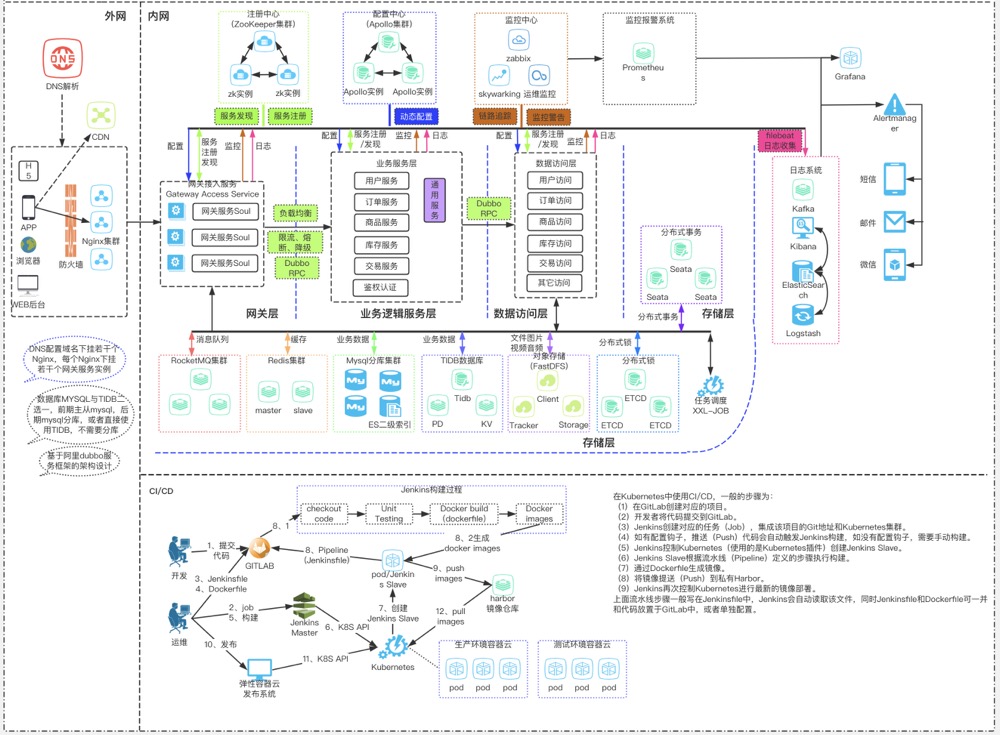 外网
内网
DNS
DNS解析
CDN
H
5
APP
浏览器
WEB后台
防火墙
Nginx集群
DNS配置域名下挂若干个
Nginx，每个Nginx下挂
若干个网关服务实例
数据库MYSQL与TIDB二
选一，前期主从mysql，后
期mysql分库，或者直接使
用TIDB，不需要分库
基于阿里dubbo服
务框架的架构设计
注册中心
(ZooKeeper集群)
zk实例
zk实例
服务发现
服务注册
配置中心
(Apollo集群)
Apollo实例
Apollo实例
动态配置
监控中心
zabbix
skywarking
运维监控
链路追踪
监控警告
监控报警系统
Prometheu
s
Grafana
Alertmanag
er
短信
邮件
微信
filebeat
日志收集
日志系统
Kafka
Kibana
ElasticSear
ch
Logstash
配置
服务
注册
发现
监控
日志
配置
服务注册
/发现
监控
日志
配置
服务注册
/发现
监控
日志
网关接入服务
Gateway Access Service
网关服务Soul
网关服务Soul
网关服务Soul
负载均衡
限流、熔
断、降级
Dubbo
RPC
业务服务层
用户服务
订单服务
商品服务
库存服务
交易服务
鉴权认证
通
用
服
务
Dubbo
RPC
数据访问层
用户访问
订单访问
商品访问
库存访问
交易访问
其它访问
分布式事务
Seata
Seata
Seata
网关层
业务逻辑服务层
数据访问层
分布式事务
存储层
消息队列
缓存
业务数据
业务数据
文件图片
视频音频
分布式锁
RocketMQ集群
Redis集群
master
slave
Mysql分库集群
My
My
My
ES二级索引
TIDB数据库
Tidb
PD
KV
对象存储
(FastDFS)
Client
Tracker
Storage
分布式锁
ETCD
ETCD
ETCD
任务调度
XXL-JOB
存储层
CI/CD
Jenkins构建过程
checkout
code
Unit
Testing
Docker build
(dockerfile)
Docker
images
8、1
8、2生成
docker images
开发
1、提交
代码
GITLAB
8、Pipeline
(Jenkinsfile)
pod/Jenkin
s Slave
9、push
images
harbor
镜像仓库
3、Jenkinsfile
4、Dockerfile
运维
2、job
5、构建
Jenkins
Master
6、K8S API
7、创建
Jenkins Slave
12、pull
images
10、发布
弹性容器云
发布系统
11、K8S API
Kubernetes
生产环境容器云
pod
pod
pod
测试环境容器云
pod
pod
pod
在Kubernetes中使用CI/CD，一般的步骤为：
（1）在GitLab创建对应的项目。
（2）开发者将代码提交到GitLab。
（3）Jenkins创建对应的任务（Job），集成该项目的Git地址和Kubernetes集群。
（4）如有配置钩子，推送（Push）代码会自动触发Jenkins构建，如没有配置钩子，需要手动构建。
（5）Jenkins控制Kubernetes（使用的是Kubernetes插件）创建Jenkins Slave。
（6）Jenkins Slave根据流水线（Pipeline）定义的步骤执行构建。
（7）通过Dockerfile生成镜像。
（8）将镜像提送（Push）到私有Harbor。
（9）Jenkins再次控制Kubernetes进行最新的镜像部署。
上面流水线步骤一般写在Jenkinsfile中，Jenkins会自动读取该文件，同时Jenkinsfile和Dockerfile可一并
和代码放置于GitLab中，或者单独配置。